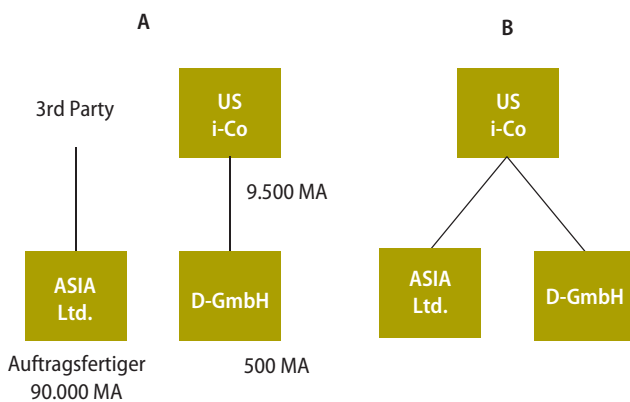 A
3rd Party
US
i-Co
9.500 MA
ASIA
Ltd.
D-GmbH
Auftragsfertiger
90.000 MA
500 MA
B
US
i-Co
ASIA
Ltd.
D-GmbH